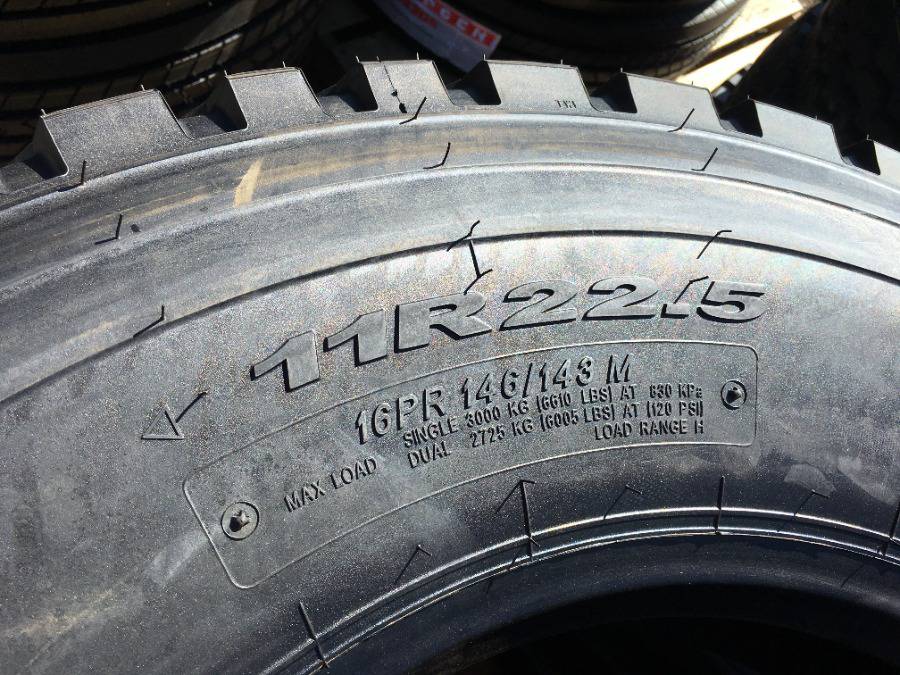 11R22.5
16PR 146/143 M
MAX LOAD SINGLE 3000 KG (6610 LBS) AT 830 KPa
DUAL 2725 KG (6005 LBS) AT (120 PSI)
LOAD RANGE H